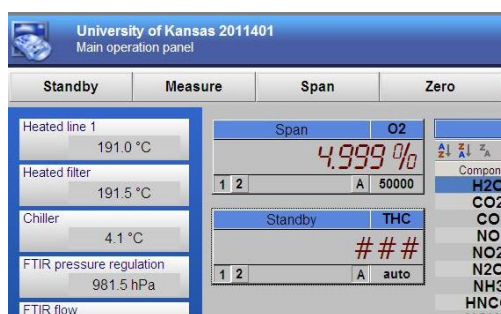 University of Kansas 2011401
Main operation panel
Standby Measure Span Zero
Heated line 1
191.0 °C
Heated filter
191.5 °C
Chiller
4.1 °C
FTIR pressure regulation
981.5 hPa
FTIR flow
Span O2
4.999 %
1 2 A 50000
Standby THC
###
1 2 A auto
Compon
H2O
CO2
CO
NO
NO2
N2O
NH3
HNC